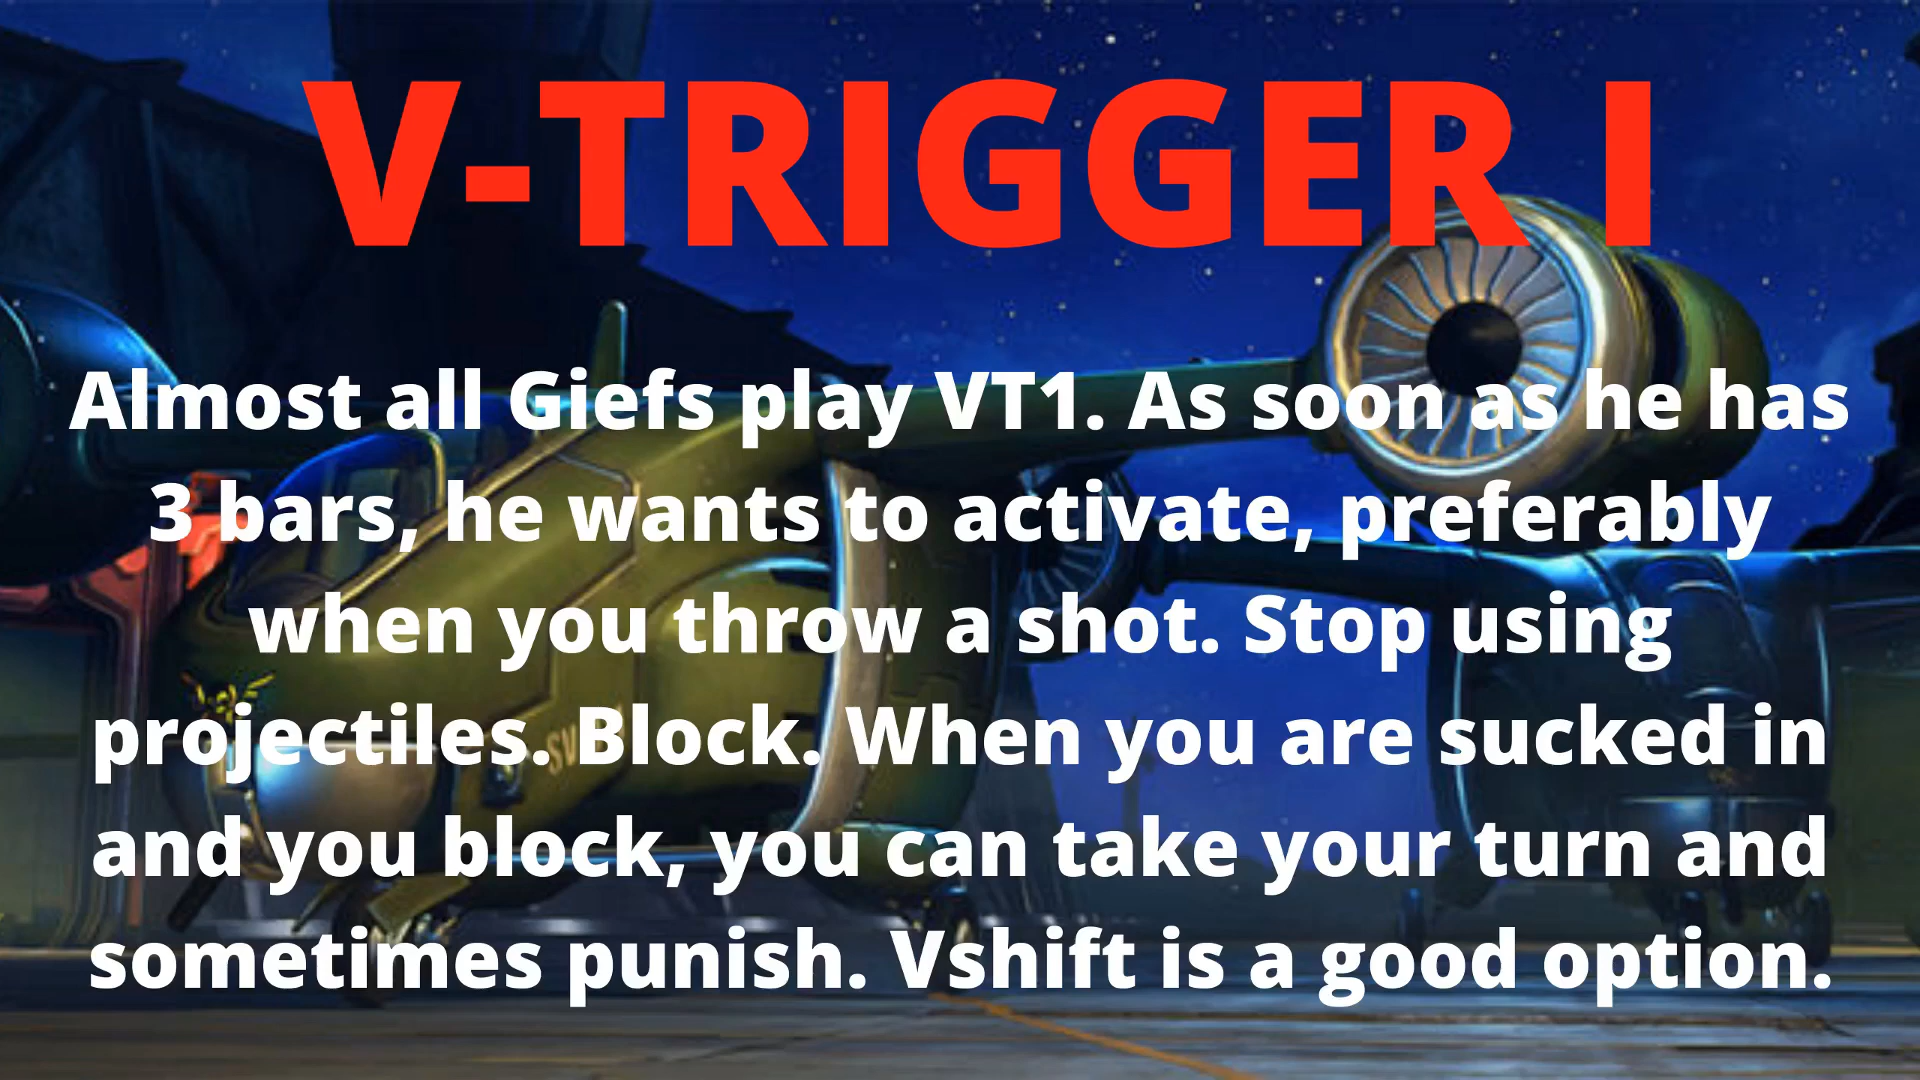 V-TRIGGER I
Almost all Giefs play VT1. As soon as he has
3 bars, he wants to activate, preferably
when you throw a shot. Stop using
projectiles. Block. When you are sucked in
and you block, you can take your turn and
sometimes punish. Vshift is a good option.